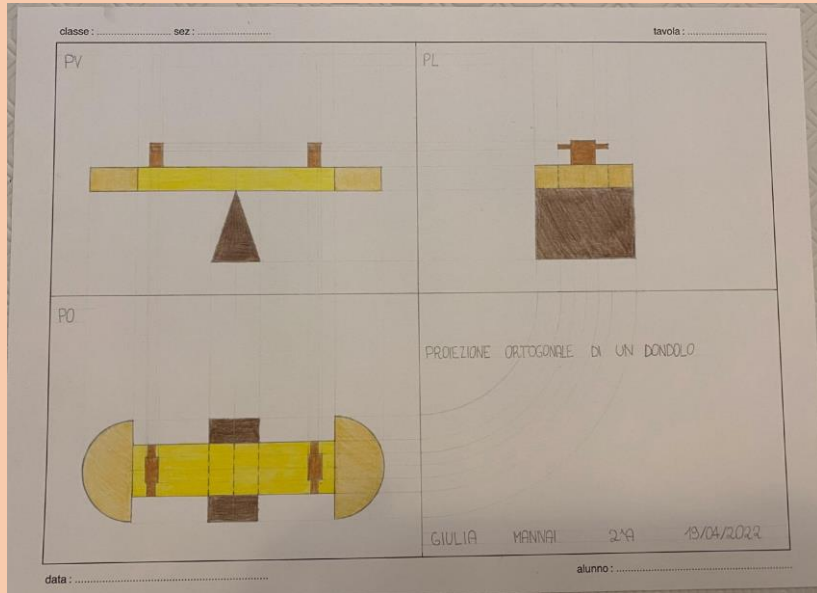 classe : ........................ sez : ........................
tavola : ........................
PV
PL
PO
PROIEZIONE ORTOGONALE DI UN DONDOLO
GIULIA MANNAI 2^A 19/04/2022
data : ........................
alunno : ........................